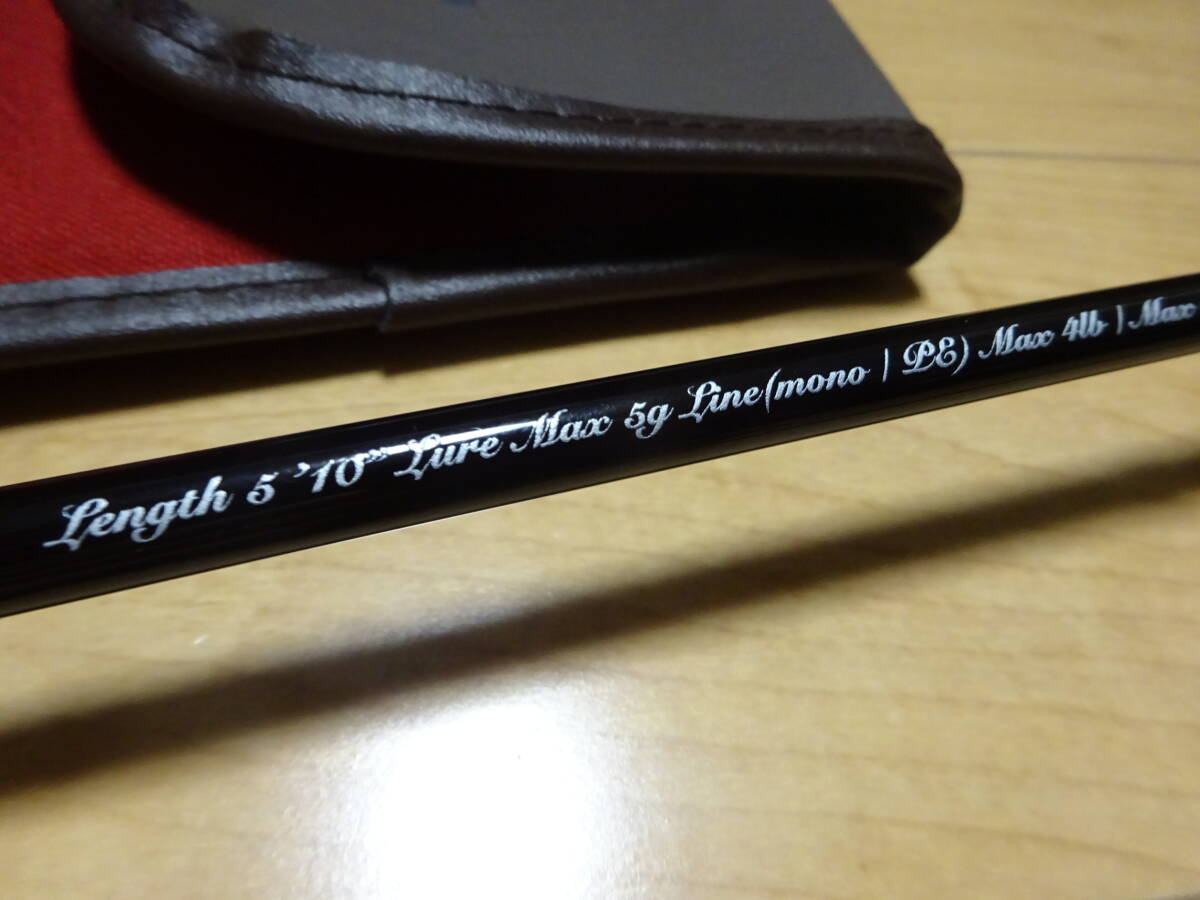 Length 5'10" Lure Max 5g Line(mono | PE) Max 4lb | Max